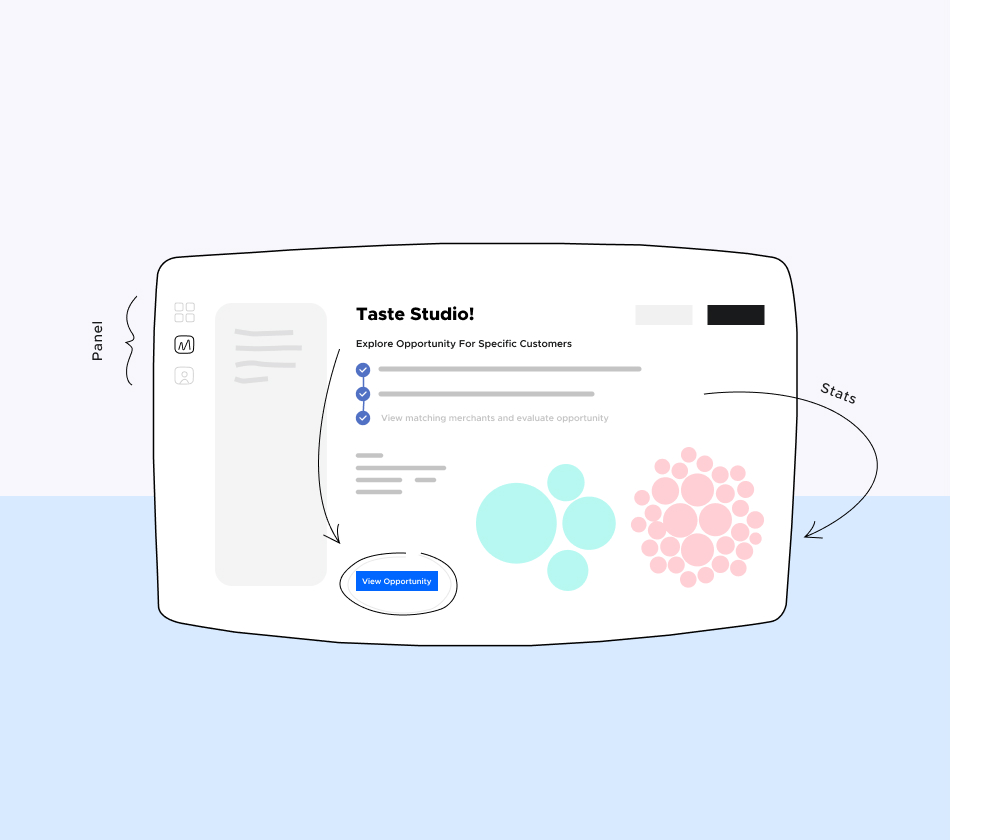 Panel
Taste Studio!
Explore Opportunity For Specific Customers
View matching merchants and evaluate opportunity
Stats
View Opportunity